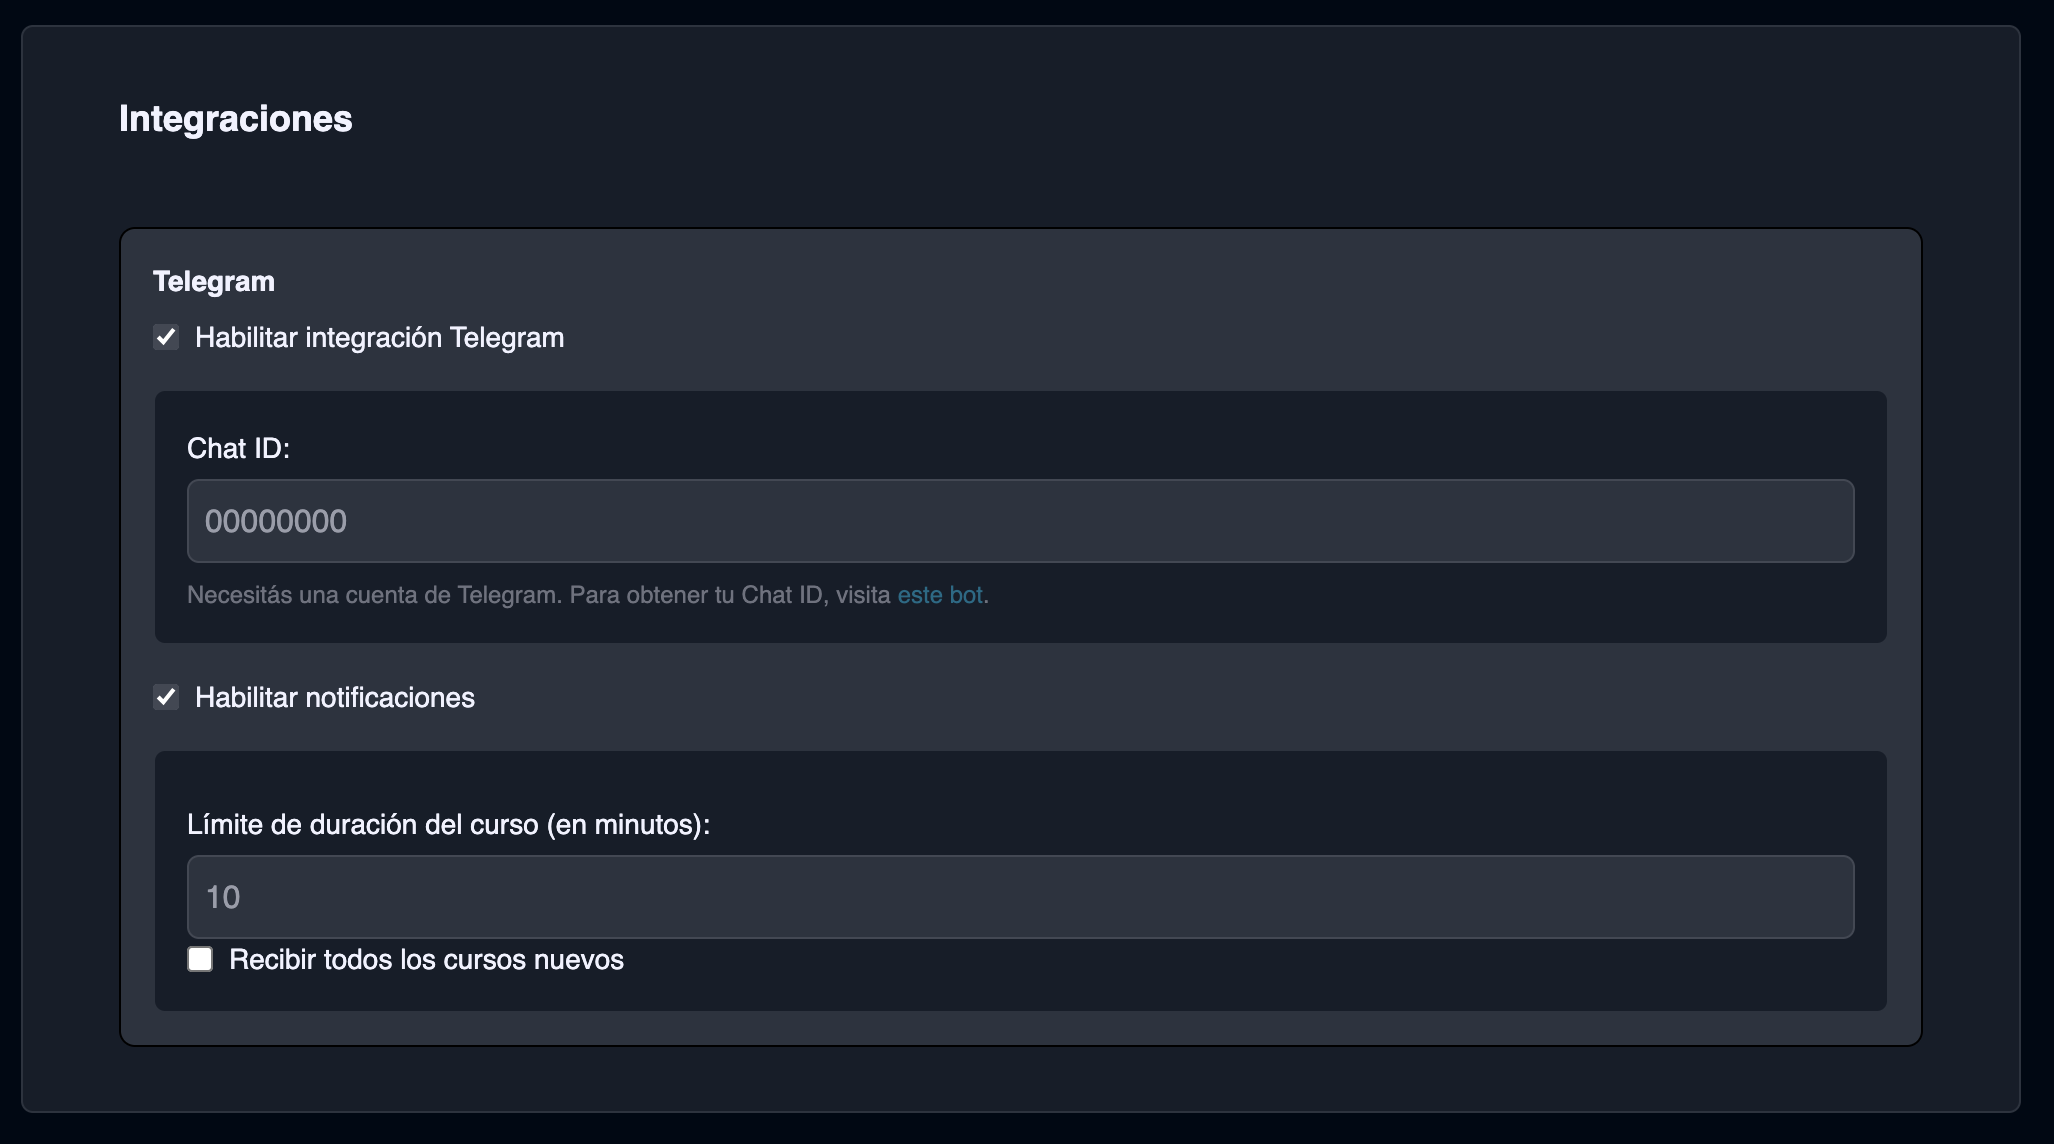 Integraciones
Telegram
Habilitar integración Telegram
Chat ID:
00000000
Necesitás una cuenta de Telegram. Para obtener tu Chat ID, visita este bot.
Habilitar notificaciones
Límite de duración del curso (en minutos):
10
Recibir todos los cursos nuevos